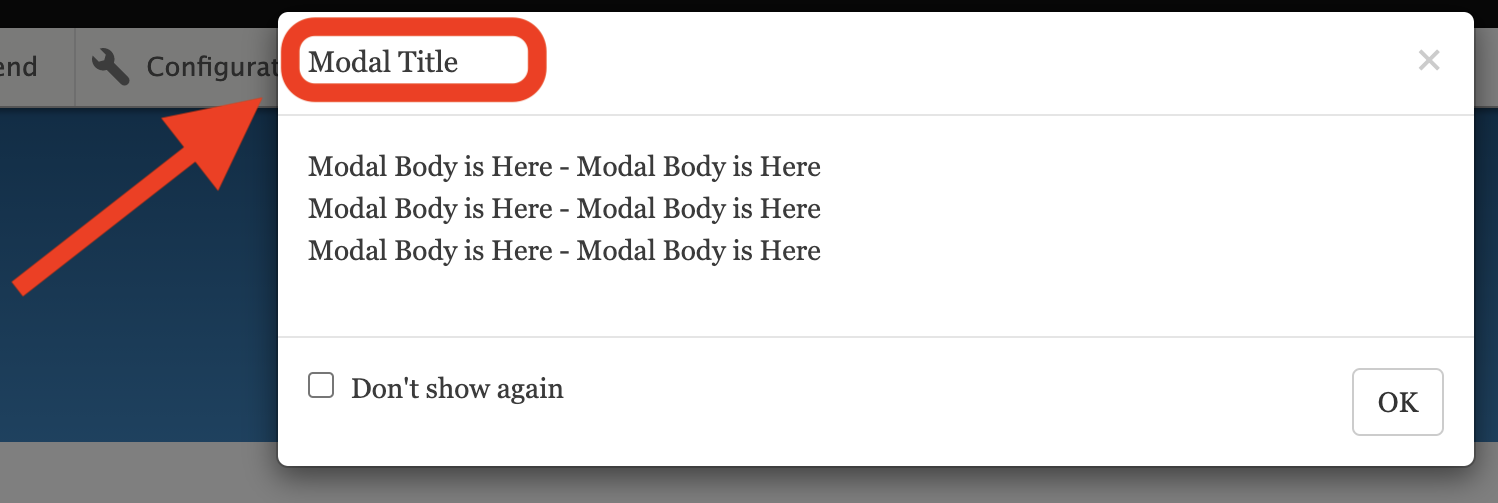 end
Configurat
Modal Title
×
Modal Body is Here - Modal Body is Here
Modal Body is Here - Modal Body is Here
Modal Body is Here - Modal Body is Here
Don't show again
OK